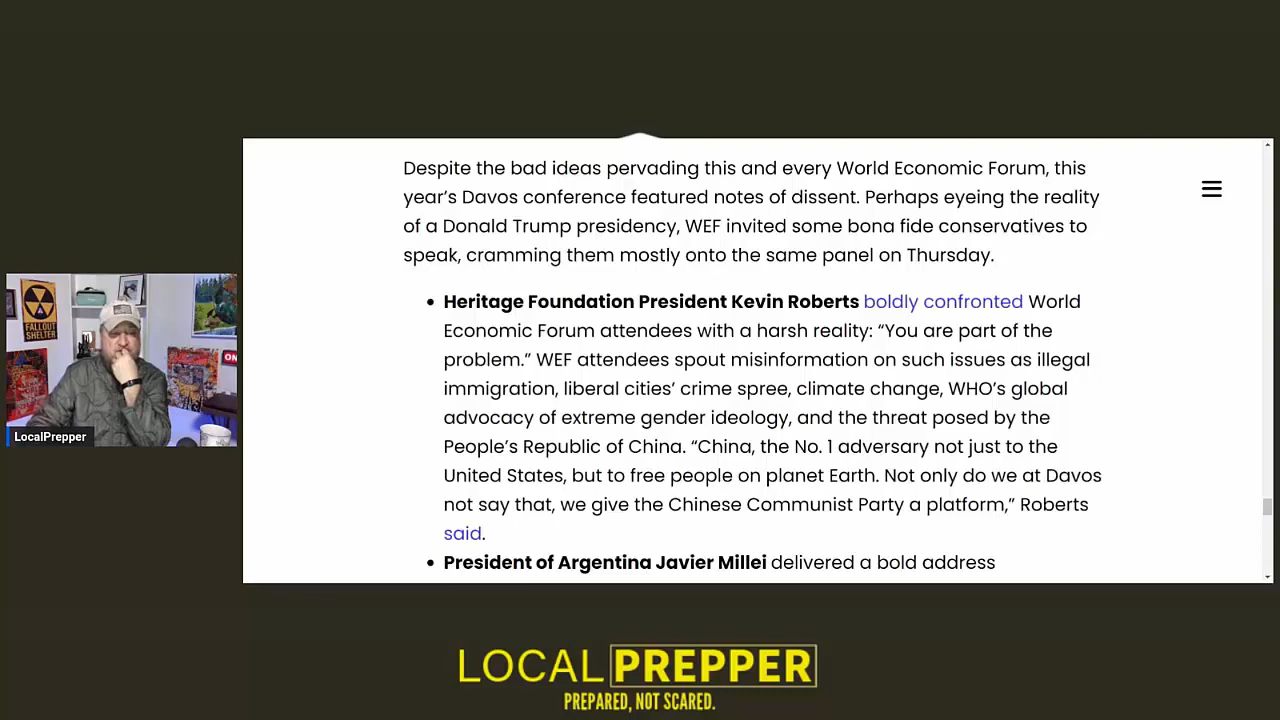 Despite the bad ideas pervading this and every World Economic Forum, this
year’s Davos conference featured notes of dissent. Perhaps eyeing the reality
of a Donald Trump presidency, WEF invited some bona fide conservatives to
speak, cramming them mostly onto the same panel on Thursday.
• Heritage Foundation President Kevin Roberts boldly confronted World
Economic Forum attendees with a harsh reality: “You are part of the
problem.” WEF attendees spout misinformation on such issues as illegal
immigration, liberal cities’ crime spree, climate change, WHO’s global
advocacy of extreme gender ideology, and the threat posed by the
People’s Republic of China. “China, the No. 1 adversary not just to the
United States, but to free people on planet Earth. Not only do we at Davos
not say that, we give the Chinese Communist Party a platform,” Roberts
said.
• President of Argentina Javier Millei delivered a bold address
FALLOUT
SHELTER
ON
LocalPrepper
LOCAL PREPPER
PREPARED, NOT SCARED.